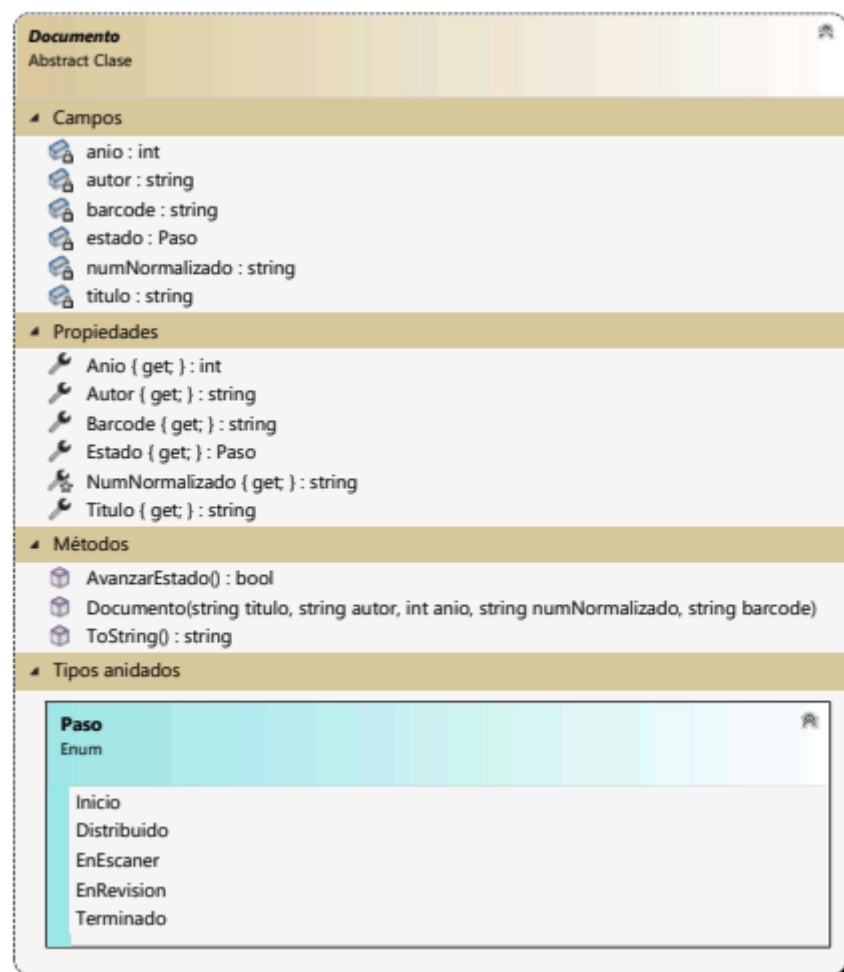 Documento
Abstract Clase
Campos
anio : int
autor : string
barcode : string
estado : Paso
numNormalizado : string
titulo : string
Propiedades
Anio { get; } : int
Autor { get; } : string
Barcode { get; } : string
Estado { get; } : Paso
NumNormalizado { get; } : string
Titulo { get; } : string
Métodos
AvanzarEstado() : bool
Documento(string titulo, string autor, int anio, string numNormalizado, string barcode)
ToString() : string
Tipos anidados
Paso
Enum
Inicio
Distribuido
EnEscaner
EnRevision
Terminado